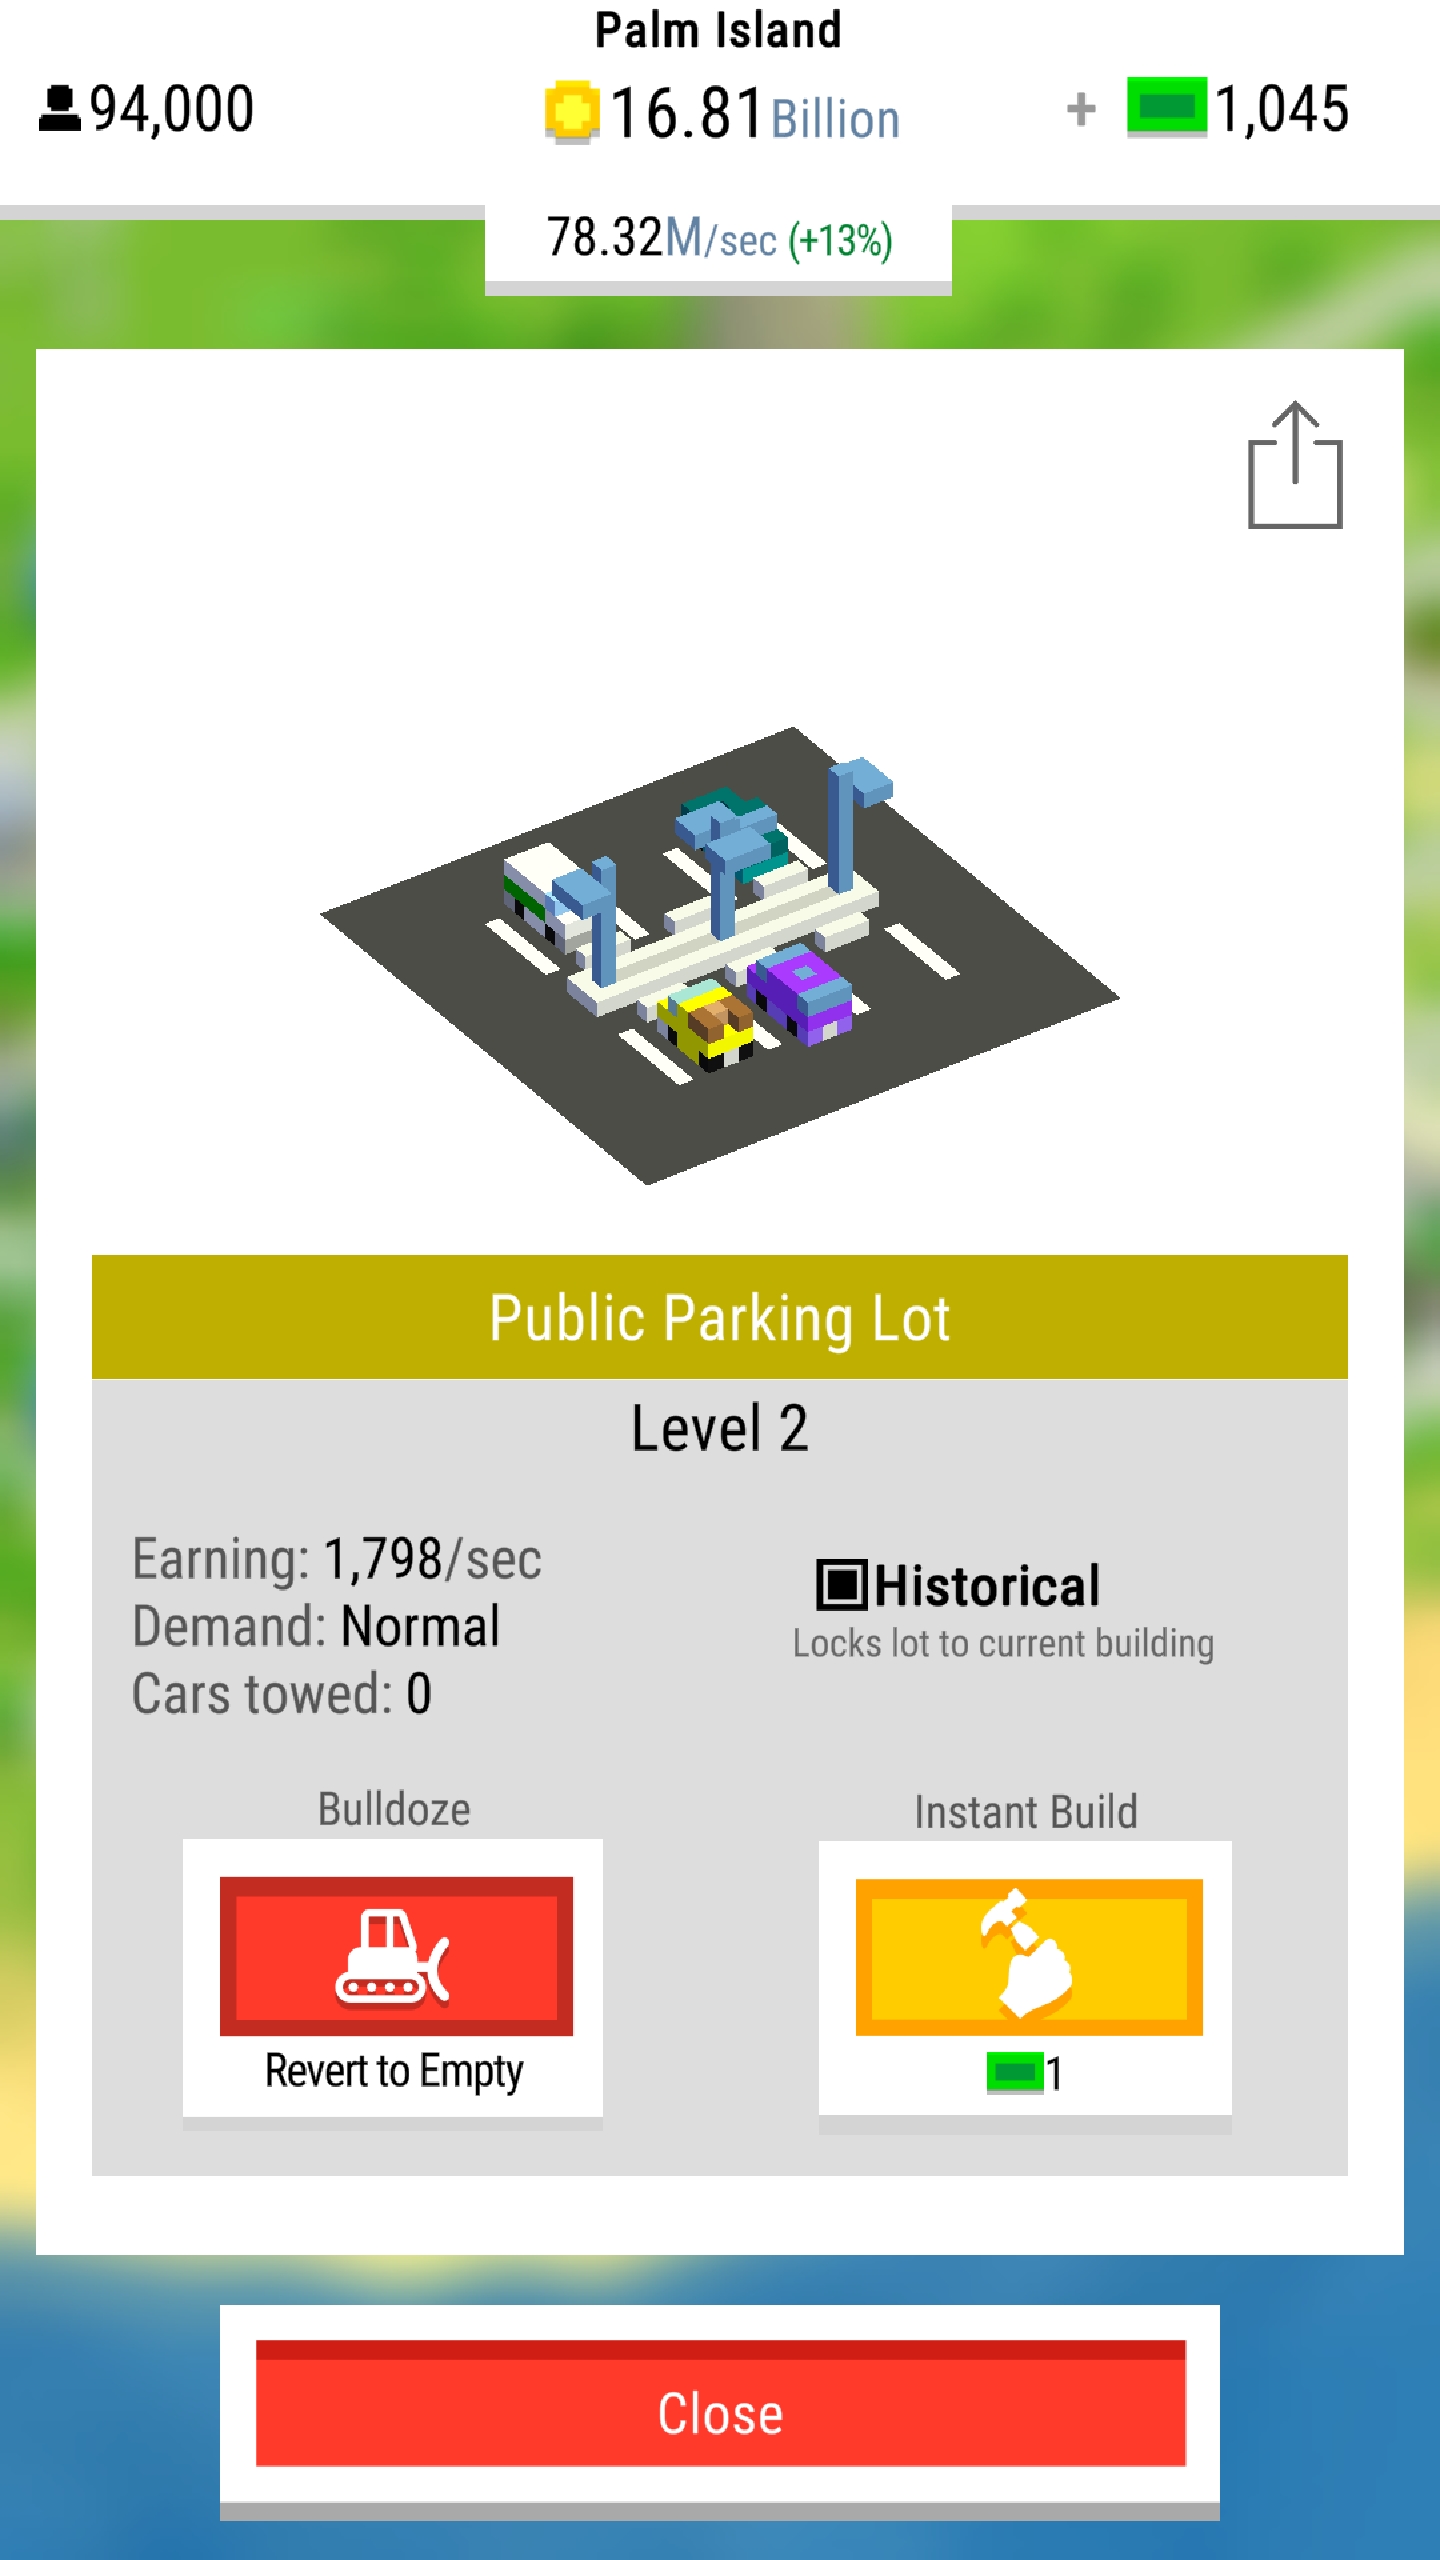 Palm Island
94,000
16.81 Billion
+ 1,045
78.32M/sec (+13%)
Public Parking Lot
Level 2
Earning: 1,798/sec
Demand: Normal
Cars towed: 0
Historical
Locks lot to current building
Bulldoze
Revert to Empty
Instant Build
1
Close